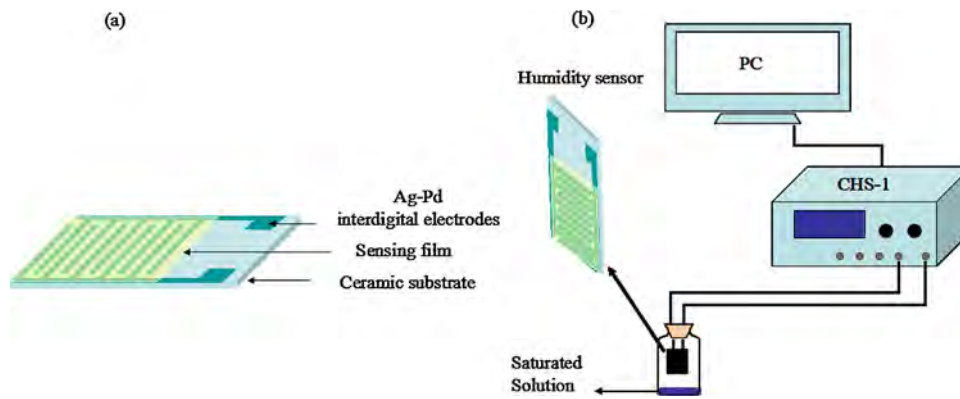 (a)
Ag-Pd
interdigital electrodes
Sensing film
Ceramic substrate
(b)
Humidity sensor
PC
CHS-1
Saturated
Solution